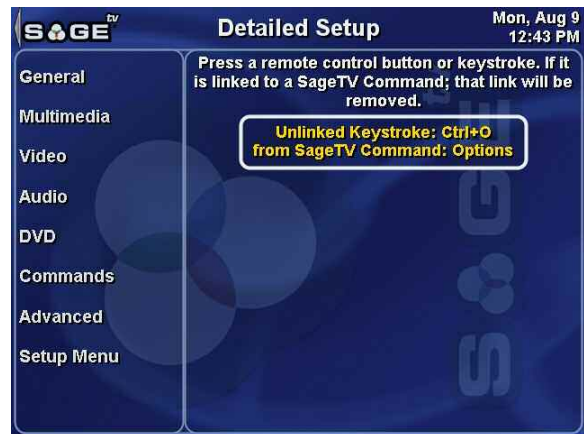 SAGE tv
Detailed Setup
Mon, Aug 9
12:43 PM
General
Multimedia
Video
Audio
DVD
Commands
Advanced
Setup Menu
Press a remote control button or keystroke. If it
is linked to a SageTV Command; that link will be
removed.
Unlinked Keystroke: Ctrl+O
from SageTV Command: Options
SAGE tv